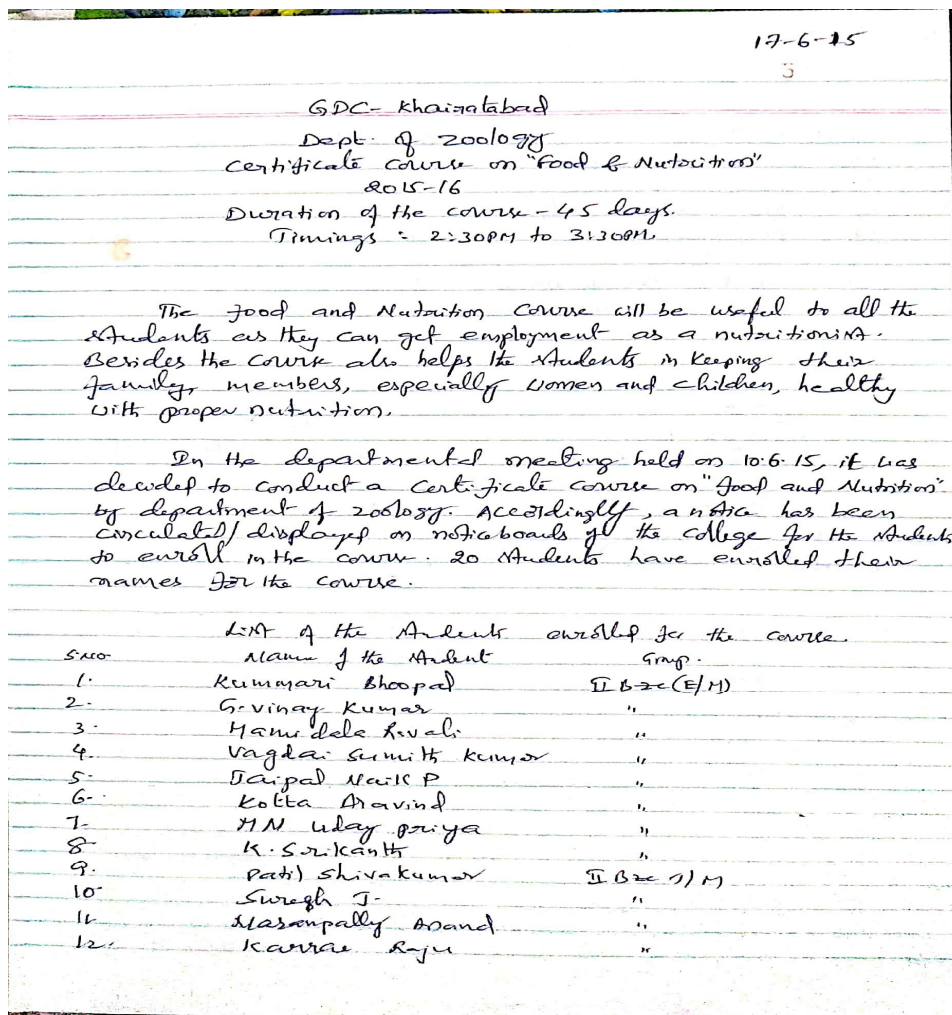 17-6-15
3
GDC- Khairatabad
Dept. of Zoology
Certificate Course on "Food & Nutrition"
2015-16
Duration of the course - 45 days.
Timings : 2:30PM to 3:30PM.
The food and Nutrition Course will be useful to all the
students as they can get employment as a nutritionist.
Besides the course also helps the students in keeping their
family, members, especially women and children, healthy
with proper nutrition.
In the departmental meeting held on 10.6.15, it was
decided to conduct a certificate course on "food and Nutrition"
by department of zoology. Accordingly, a notice has been
circulated/displayed on noticeboards of the college for the students
to enroll in the course. 20 students have enrolled their
names for the course.
List of the students enrolled for the course.
S.No- Name of the student Group.
1. Kummari Bhoopal II Bzc (E/M)
2. G. Vinay Kumar "
3. Hamidala "
4. Vagdai Sumith Kumar "
5. Jaipal Naik P "
6. Kotta Aravind "
7. MN Uday priya "
8. K. Srikanth "
9. Patil Shivakumar II Bzc T/M
10. Suresh J. "
11. Masanpally Anand "
12. Raju "